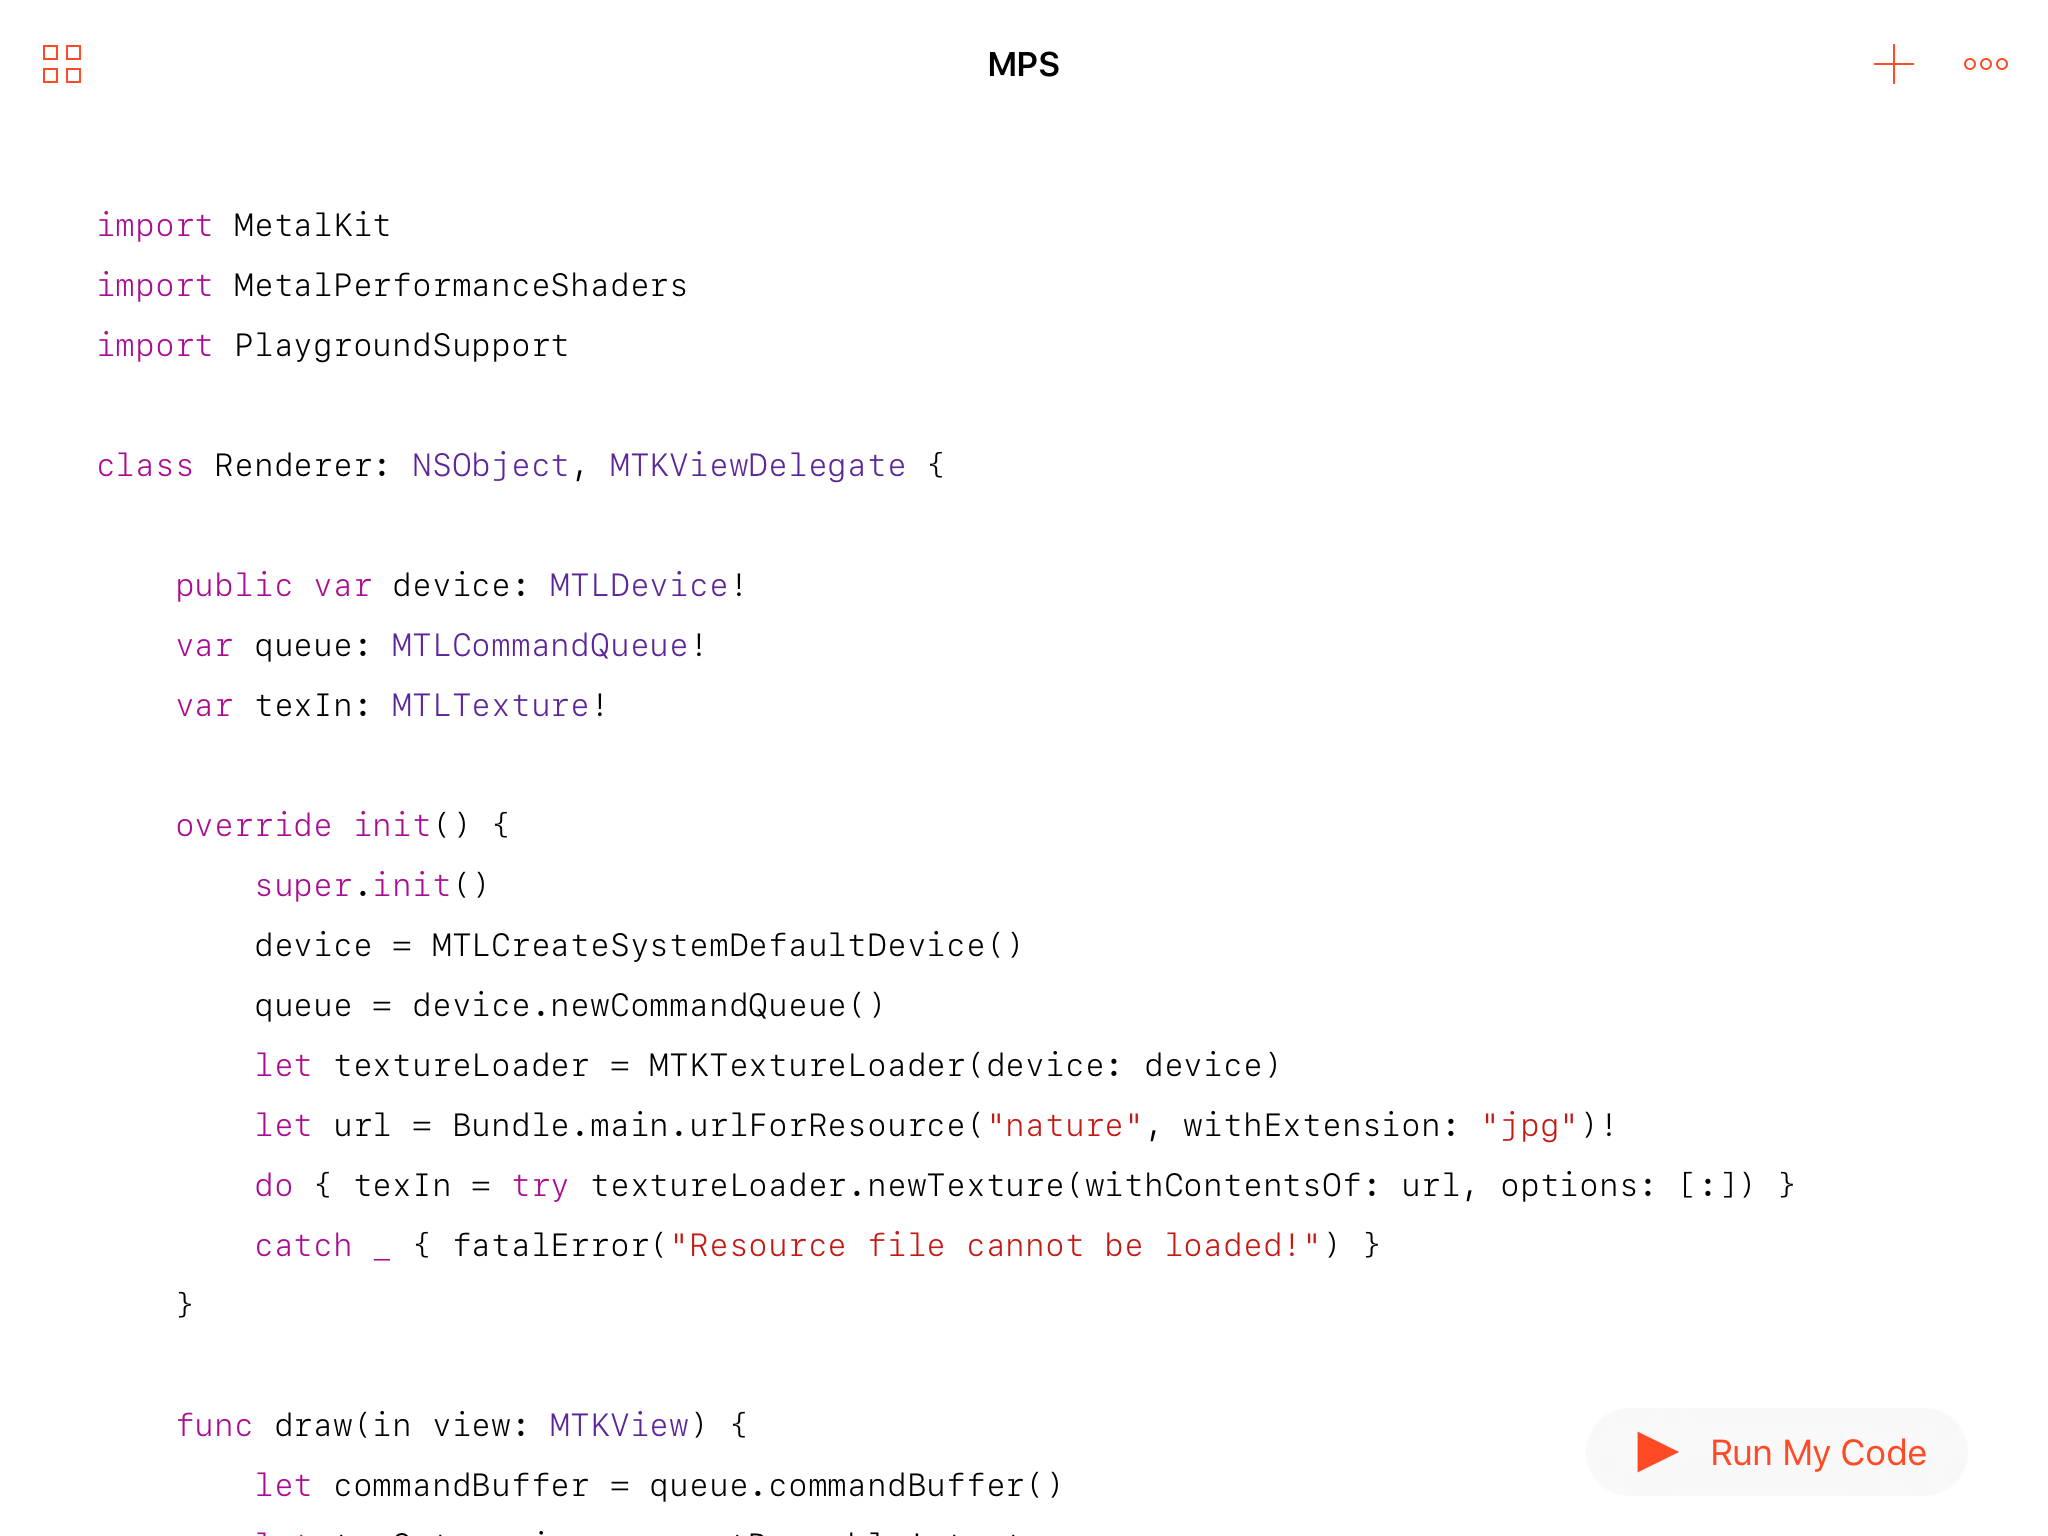 MPS
import MetalKit
import MetalPerformanceShaders
import PlaygroundSupport
class Renderer: NSObject, MTKViewDelegate {
public var device: MTLDevice!
var queue: MTLCommandQueue!
var texIn: MTLTexture!
override init() {
super.init()
device = MTLCreateSystemDefaultDevice()
queue = device.newCommandQueue()
let textureLoader = MTKTextureLoader(device: device)
let url = Bundle.main.urlForResource("nature", withExtension: "jpg")!
do { texIn = try textureLoader.newTexture(withContentsOf: url, options: [:]) }
catch _ { fatalError("Resource file cannot be loaded!") }
}
func draw(in view: MTKView) {
let commandBuffer = queue.commandBuffer()
Run My Code